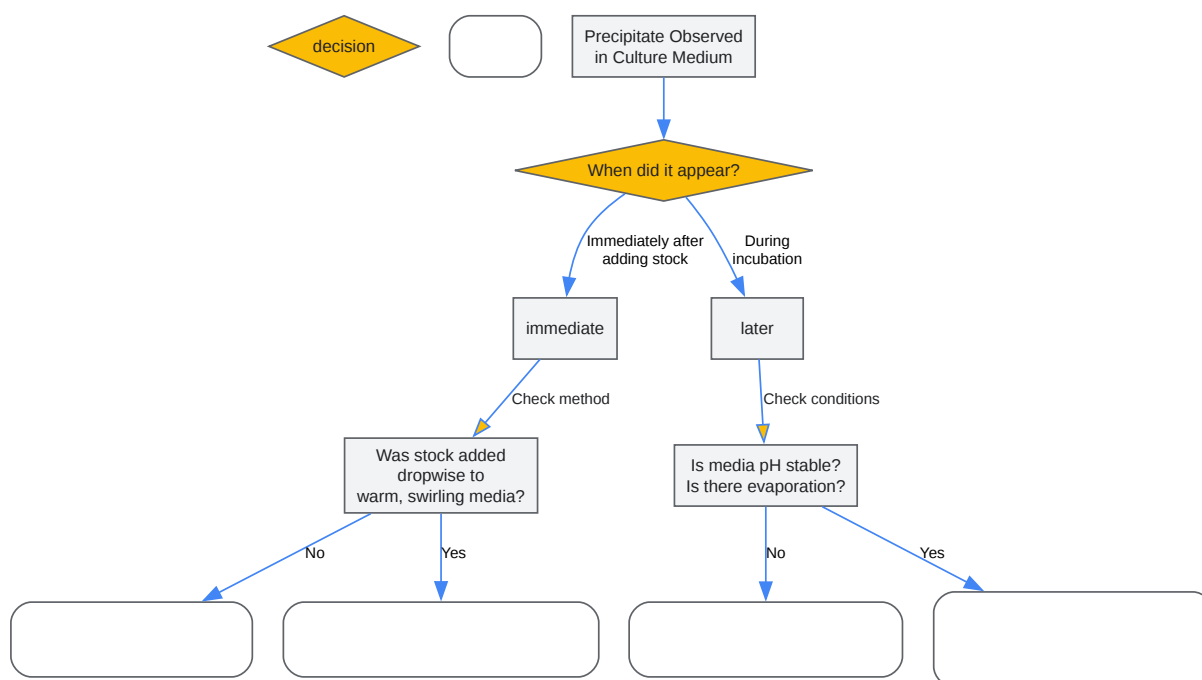 decision
Precipitate Observed
in Culture Medium
When did it appear?
Immediately after
adding stock
During
incubation
immediate
later
Check method
Check conditions
Was stock added
dropwise to
warm, swirling media?
Is media pH stable?
Is there evaporation?
No
Yes
No
Yes